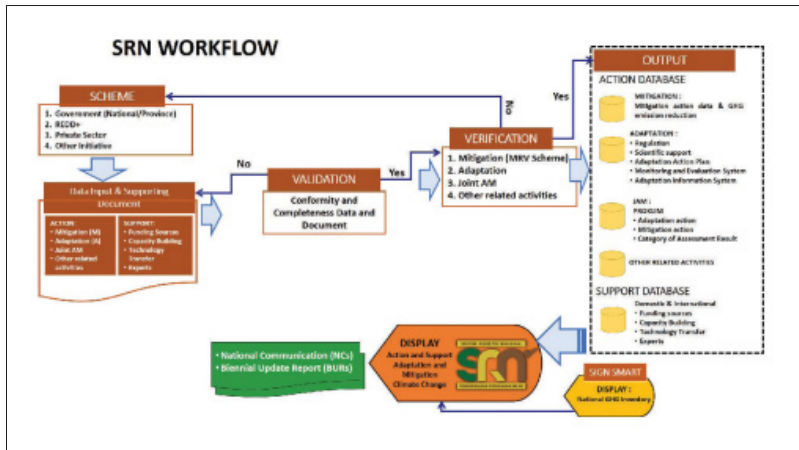 SRN WORKFLOW
SCHEME
1. Government (National/Province)
2. REDD+
3. Private Sector
4. Other Initiative
Data Input & Supporting
Document
ACTION:
• Mitigation (M)
• Adaptation (A)
• Joint AM
• Other related
activities
SUPPORT:
• Funding Sources
• Capacity Building
• Technology
Transfer
• Experts
No
VALIDATION
Conformity and
Completeness Data and
Document
Yes
No
VERIFICATION
1. Mitigation (MRV Scheme)
2. Adaptation
3. Joint AM
4. Other related activities
Yes
OUTPUT
ACTION DATABASE
MITIGATION :
Mitigation action data & GHG
emission reduction
ADAPTATION :
• Regulation
• Scientific support
• Adaptation Action Plan
• Monitoring and Evaluation System
• Adaptation Information System
JAM :
PROKLIM
• Adaptation action
• Mitigation action
• Category of Assessment Result
OTHER RELATED ACTIVITIES
SUPPORT DATABASE
Domestic & International
• Funding sources
• Capacity Building
• Technology Transfer
• Experts
• National Communication (NCs)
• Biennial Update Report (BURs)
DISPLAY
Action and Support
Adaptation and
Mitigation
Climate Change
SRN
SIGN SMART
DISPLAY :
National GHG Inventory